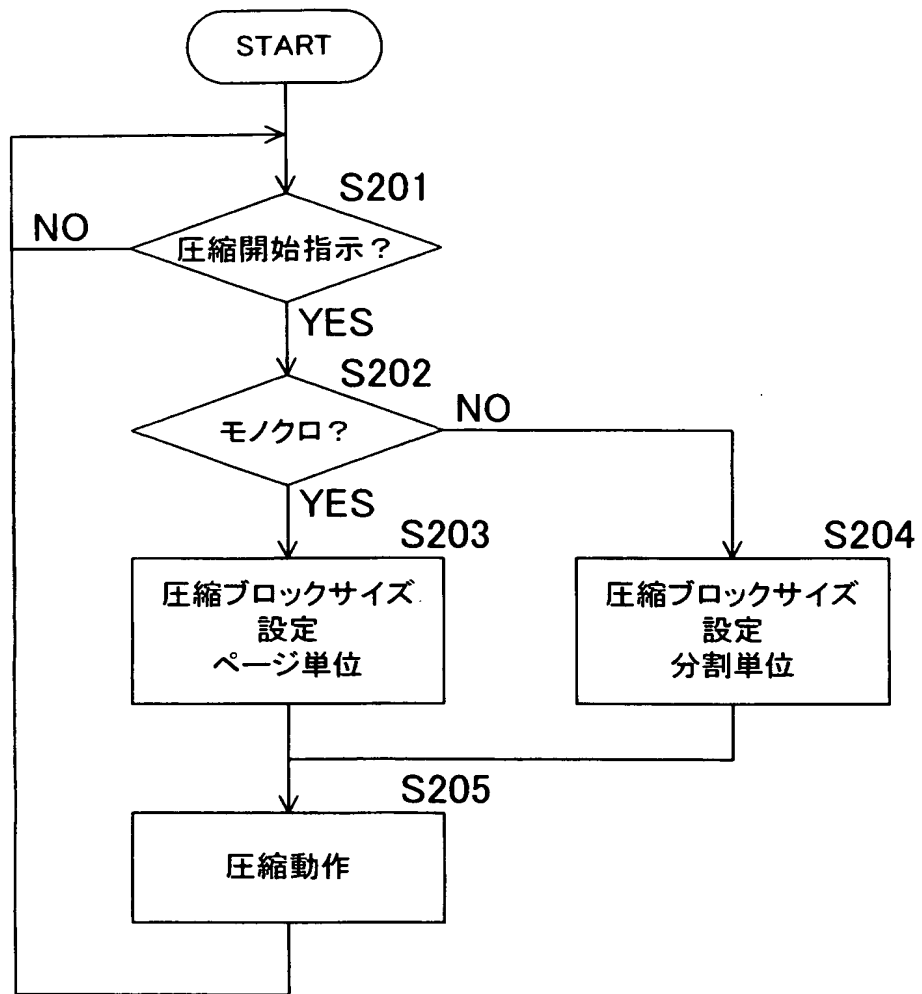 START
S201
NO
圧縮開始指示？
YES
S202
NO
モノクロ？
YES
S203
S204
圧縮ブロックサイズ
設定
ページ単位
圧縮ブロックサイズ
設定
分割単位
S205
圧縮動作